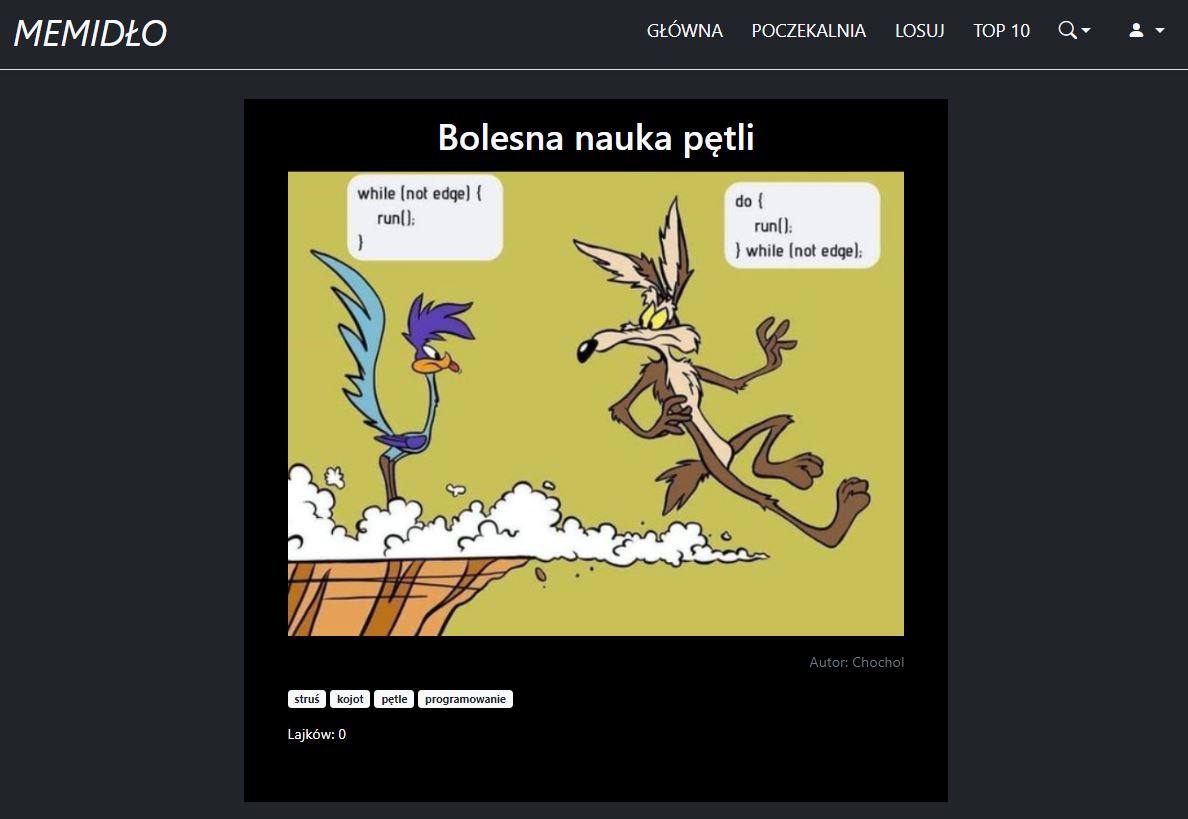 MEMIDŁO
GŁÓWNA POCZEKALNIA LOSUJ TOP 10
Bolesna nauka pętli
while (not edge) {
run();
}
do {
run();
} while (not edge);
Autor: Chochol
struś kojot pętle programowanie
Lajków: 0